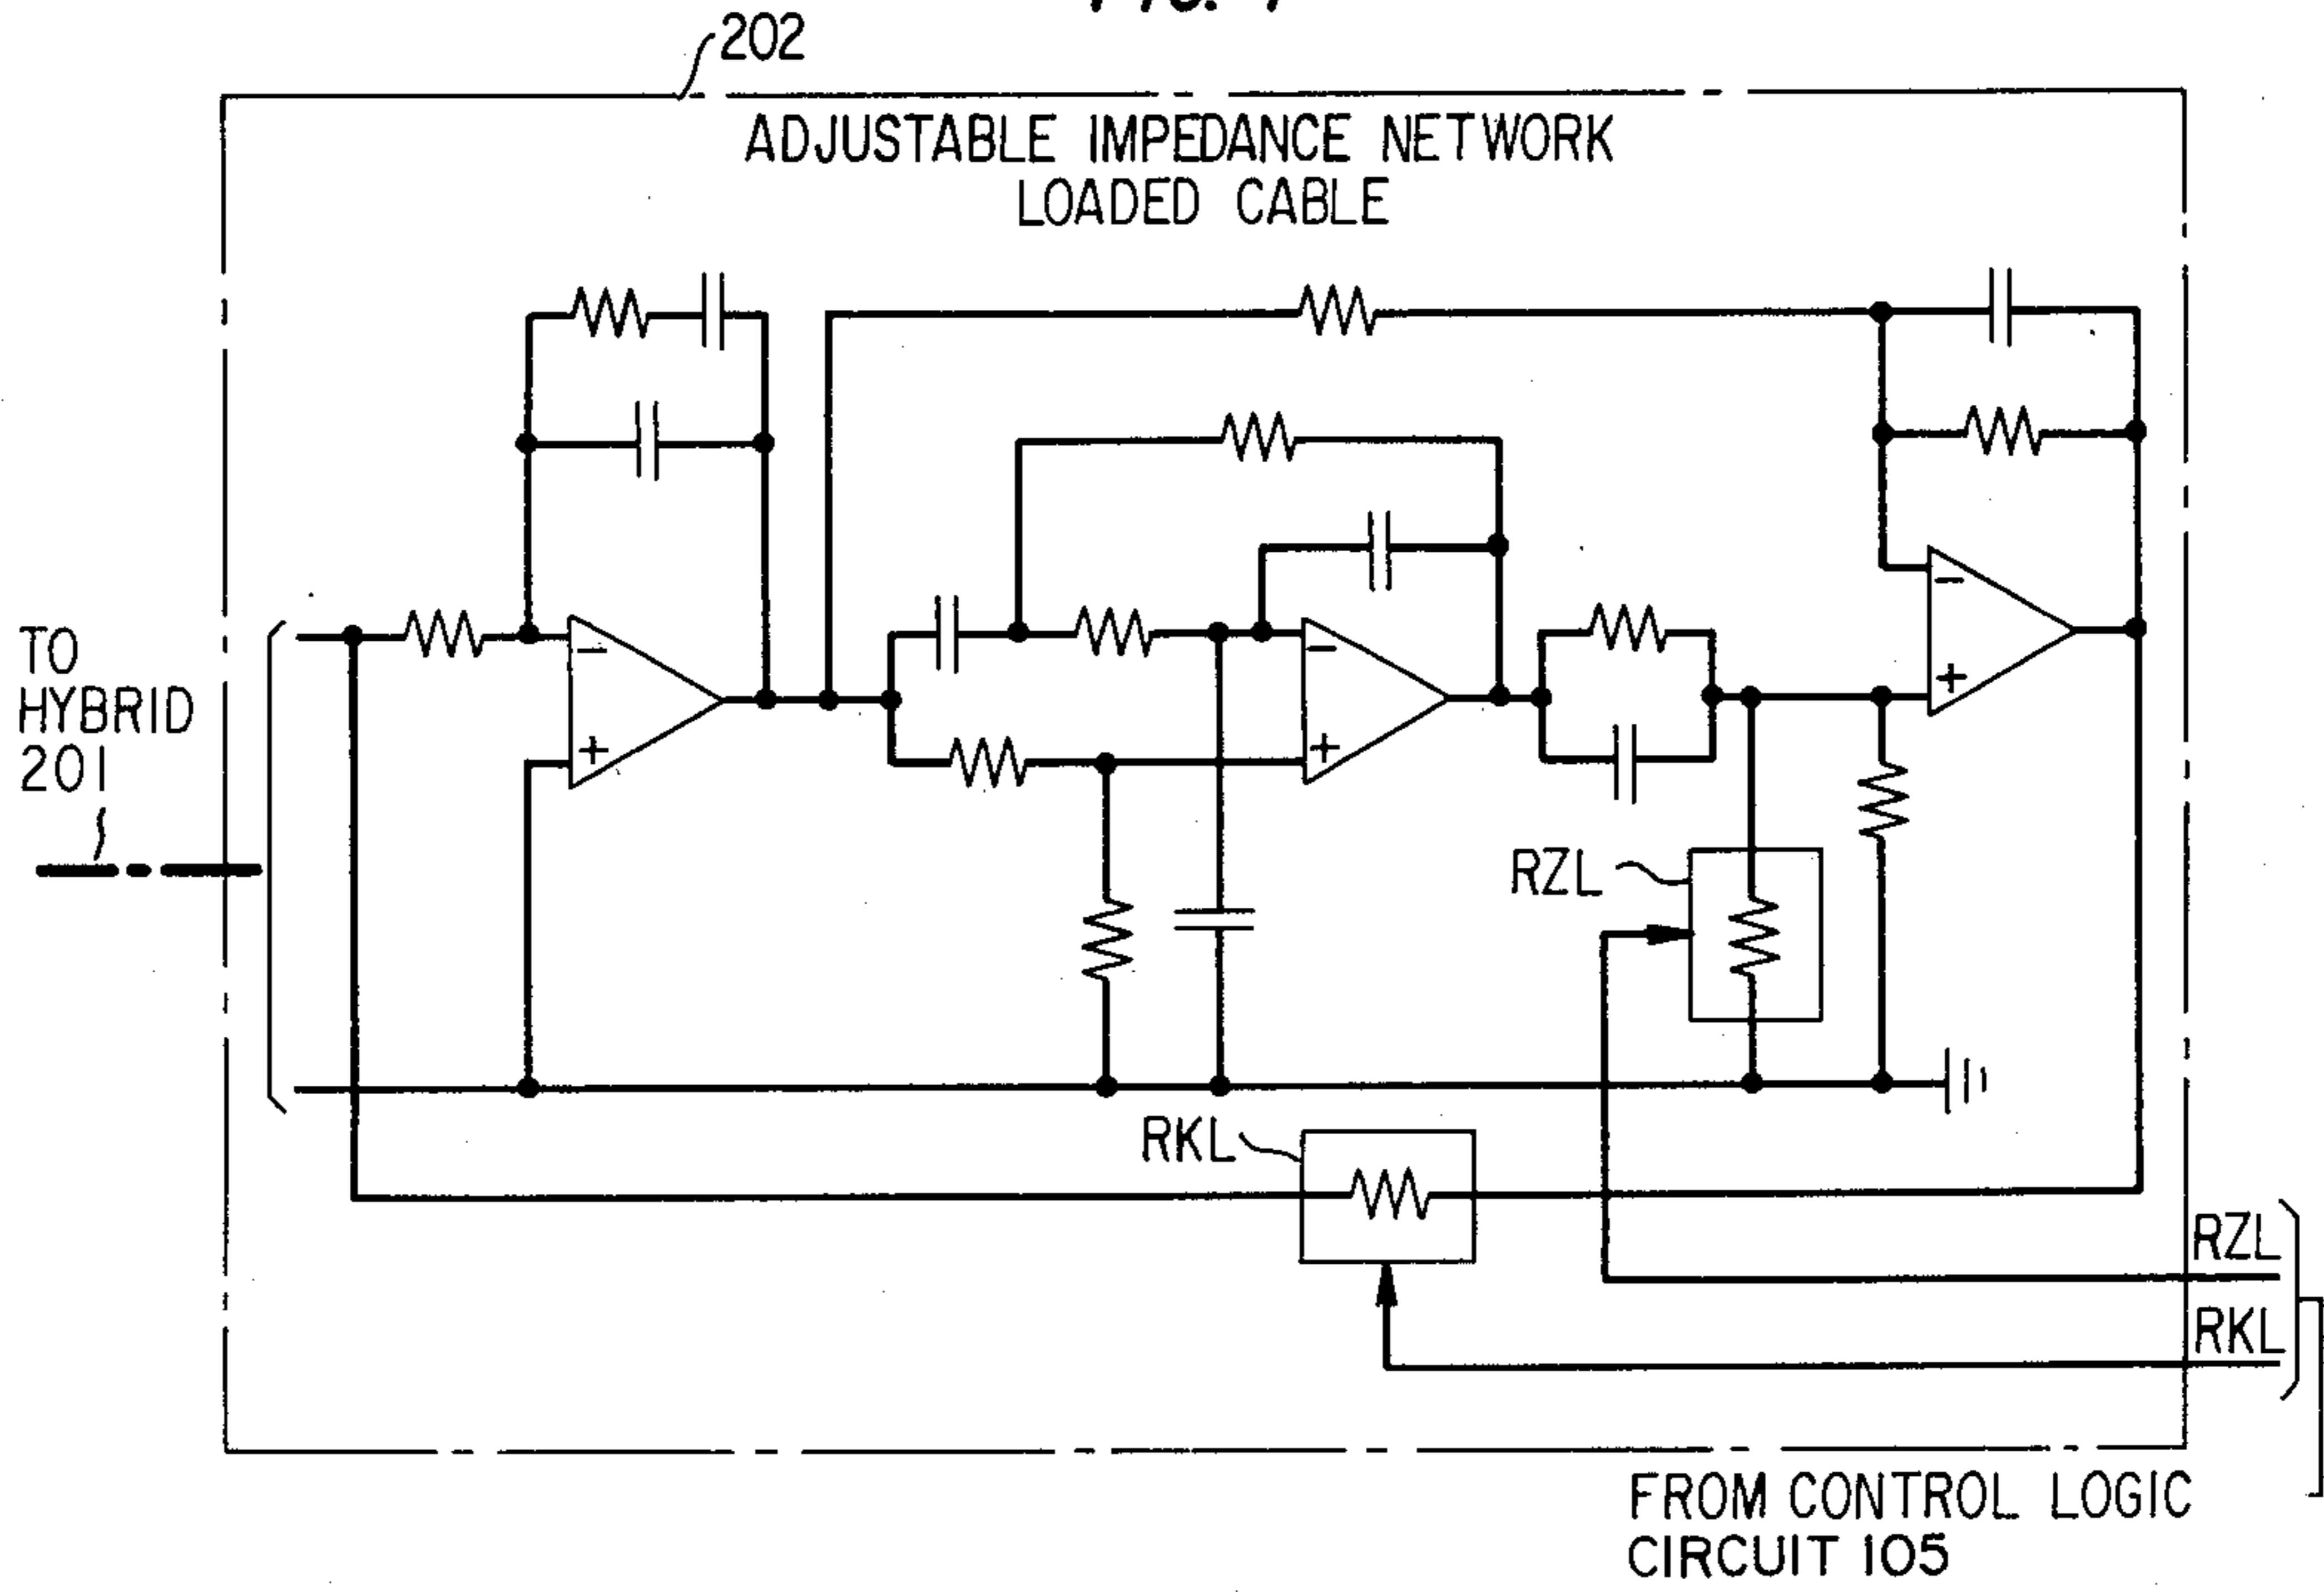 202
ADJUSTABLE IMPEDANCE NETWORK
LOADED CABLE
TO
HYBRID
201
−
+
−
+
−
+
RZL
RKL
RZL
RKL
FROM CONTROL LOGIC
CIRCUIT 105